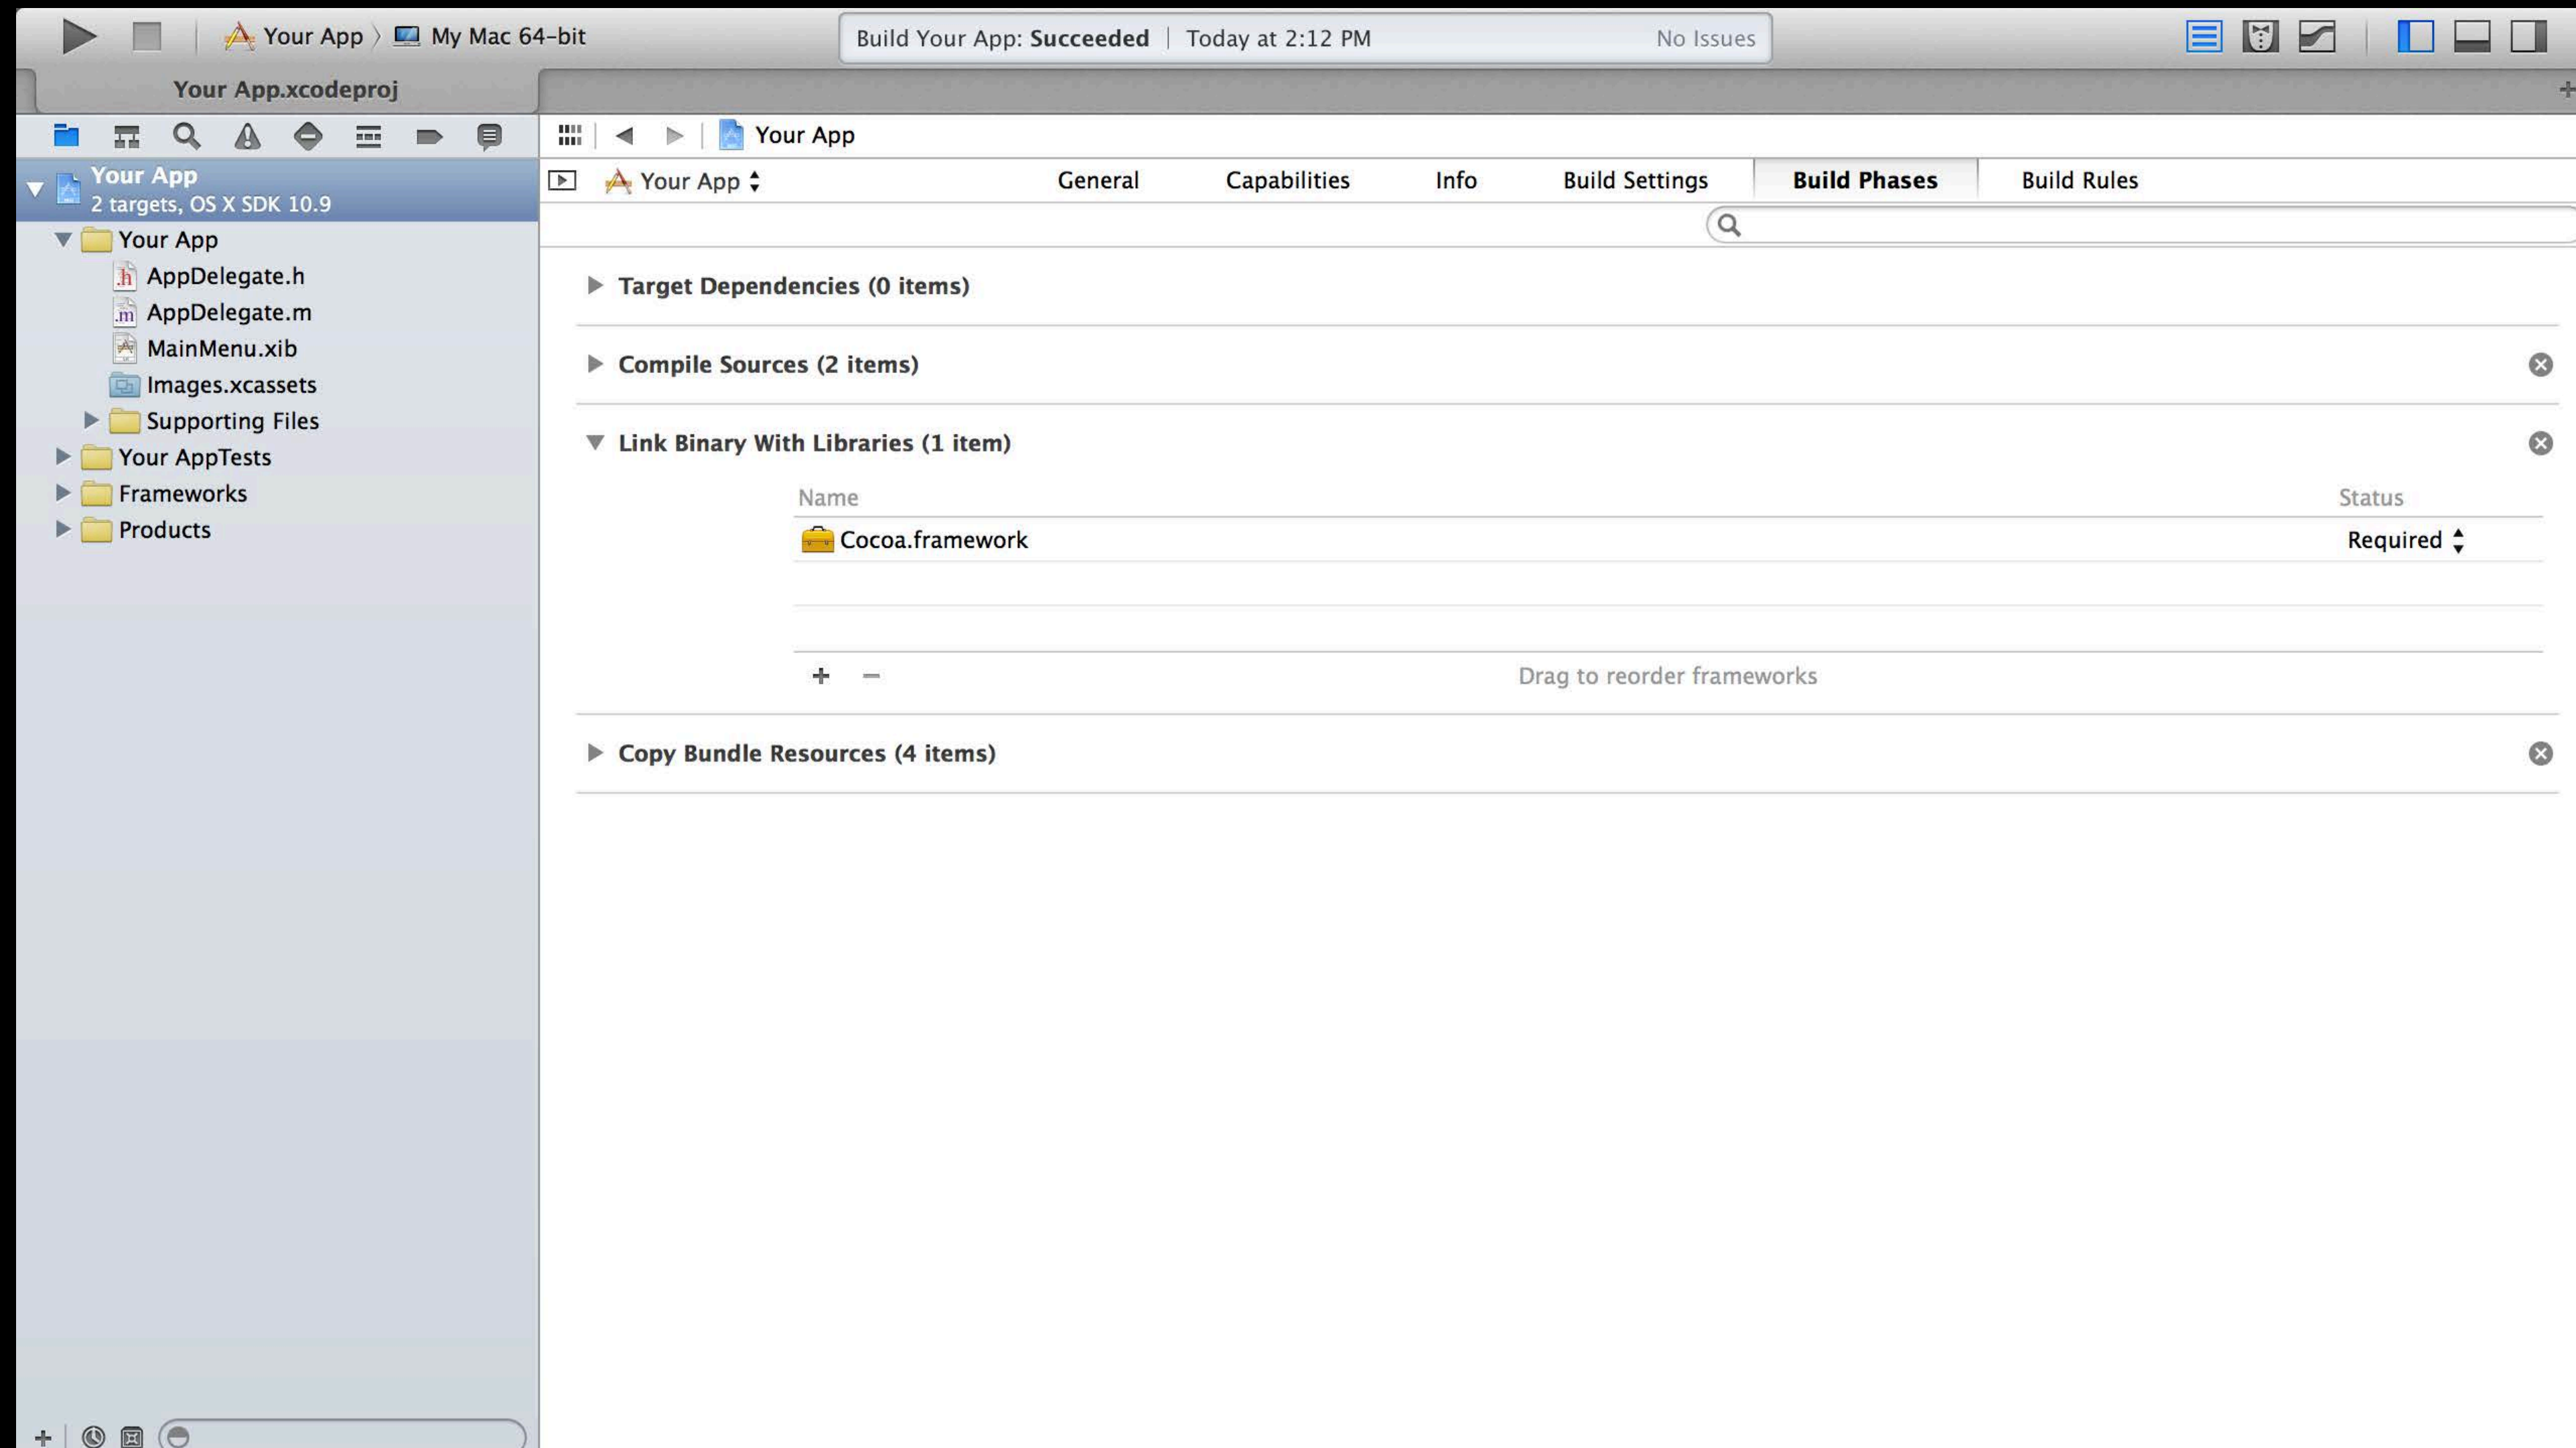 Your App 〉 My Mac 64-bit
Build Your App: Succeeded | Today at 2:12 PM
No Issues
Your App.xcodeproj
Your App
2 targets, OS X SDK 10.9
Your App
.h AppDelegate.h
.m AppDelegate.m
MainMenu.xib
Images.xcassets
Supporting Files
Your AppTests
Frameworks
Products
Your App
Your App
General
Capabilities
Info
Build Settings
Build Phases
Build Rules
Target Dependencies (0 items)
Compile Sources (2 items)
Link Binary With Libraries (1 item)
Name
Status
Cocoa.framework
Required
Drag to reorder frameworks
Copy Bundle Resources (4 items)